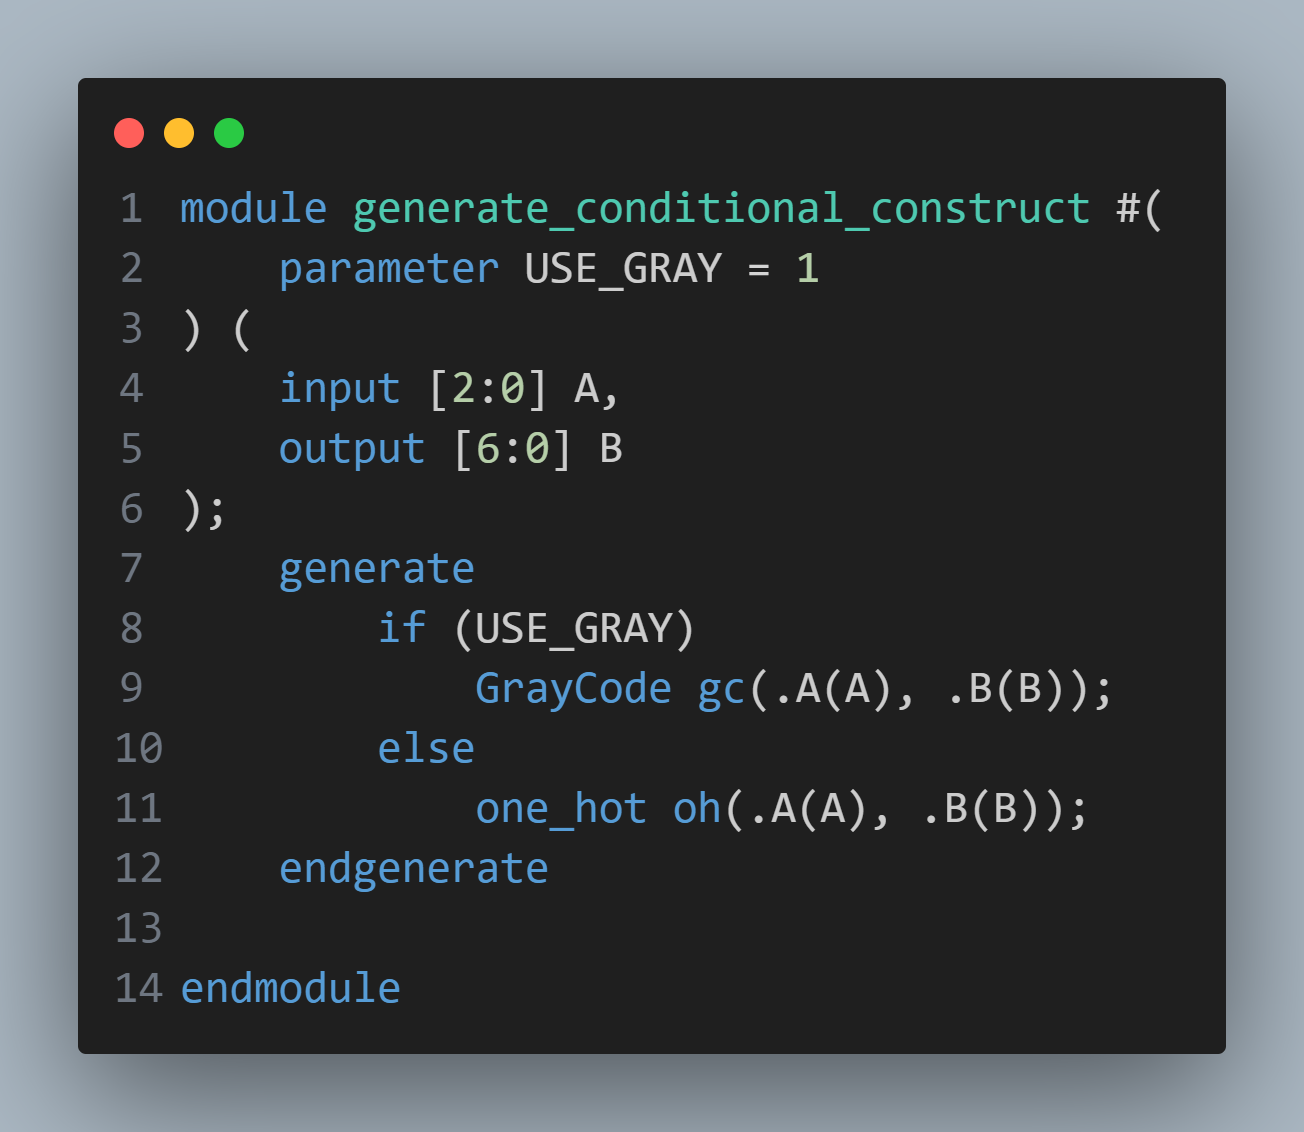 1 module generate_conditional_construct #(
2     parameter USE_GRAY = 1
3 ) (
4     input [2:0] A,
5     output [6:0] B
6 );
7     generate
8         if (USE_GRAY)
9             GrayCode gc(.A(A), .B(B));
10         else
11             one_hot oh(.A(A), .B(B));
12     endgenerate
13
14 endmodule